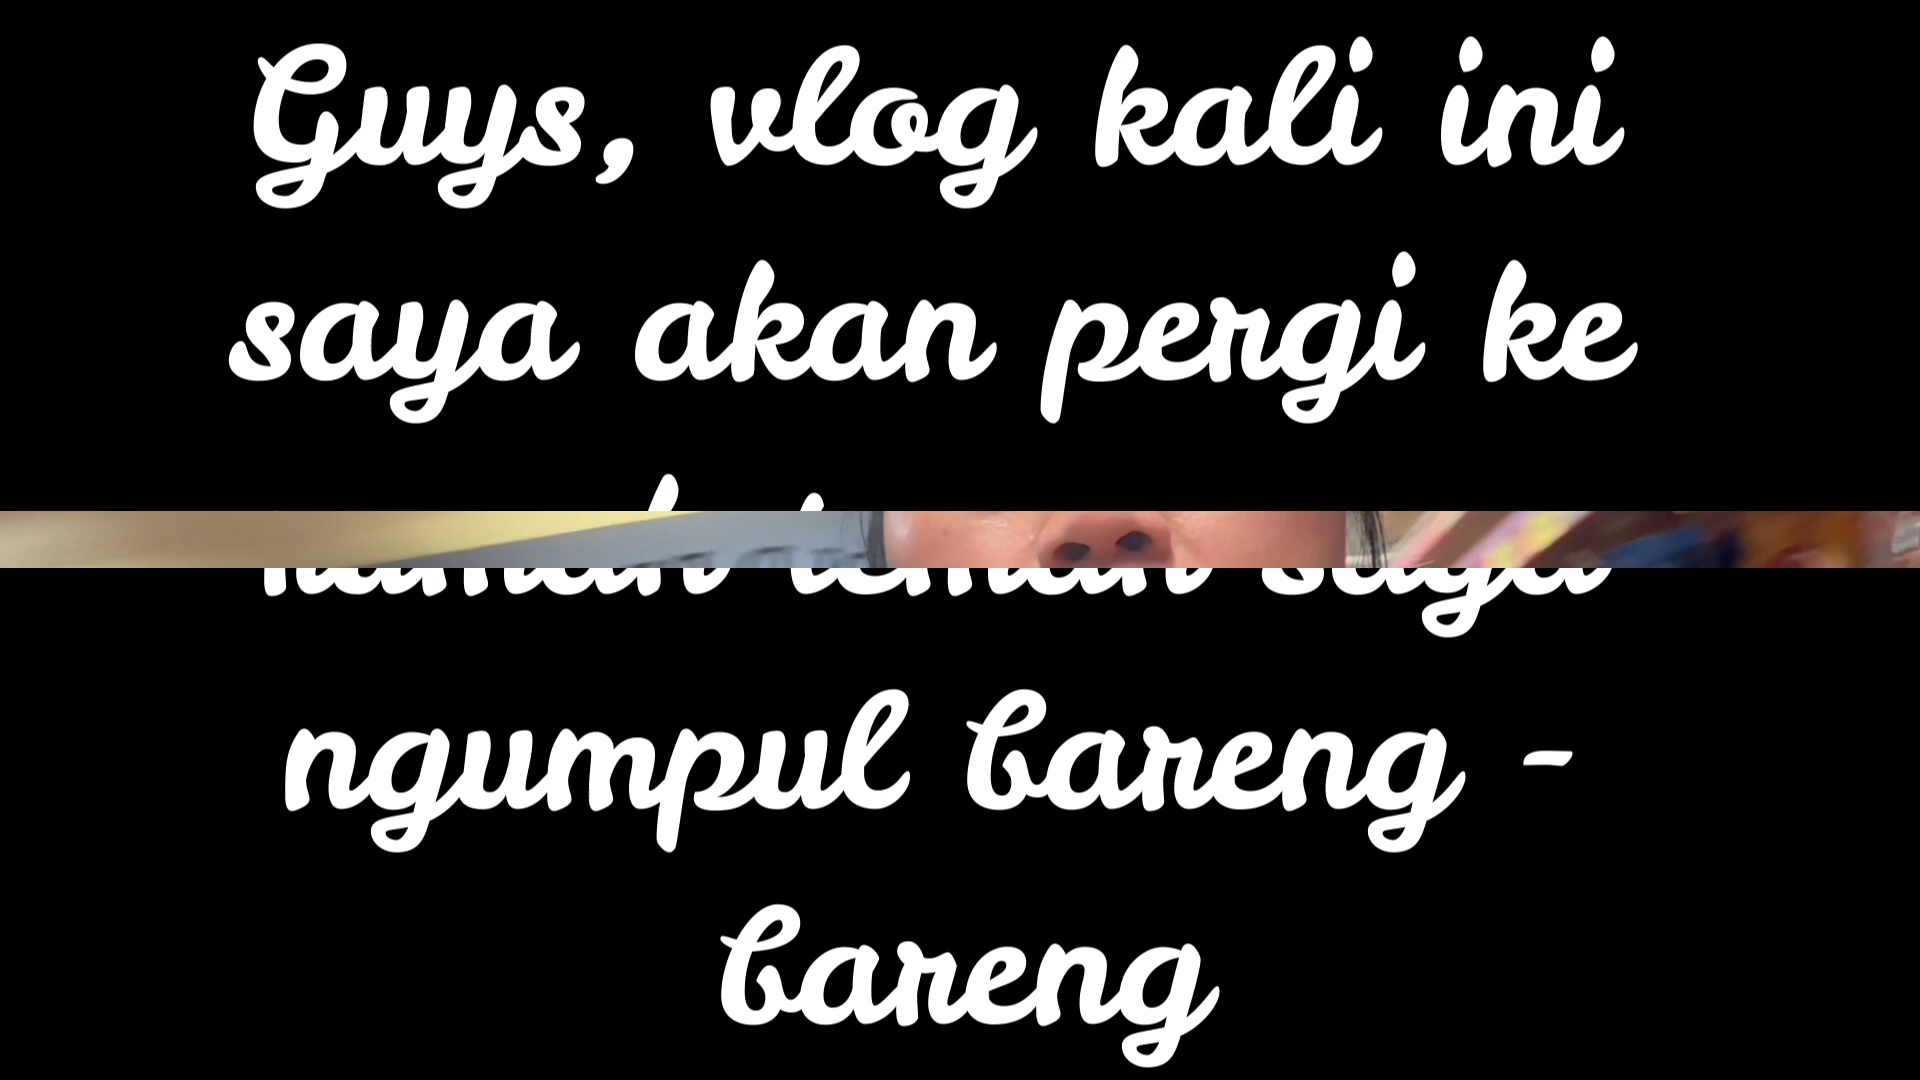 Guys, vlog kali ini
saya akan pergi ke
ngumpul bareng -
bareng